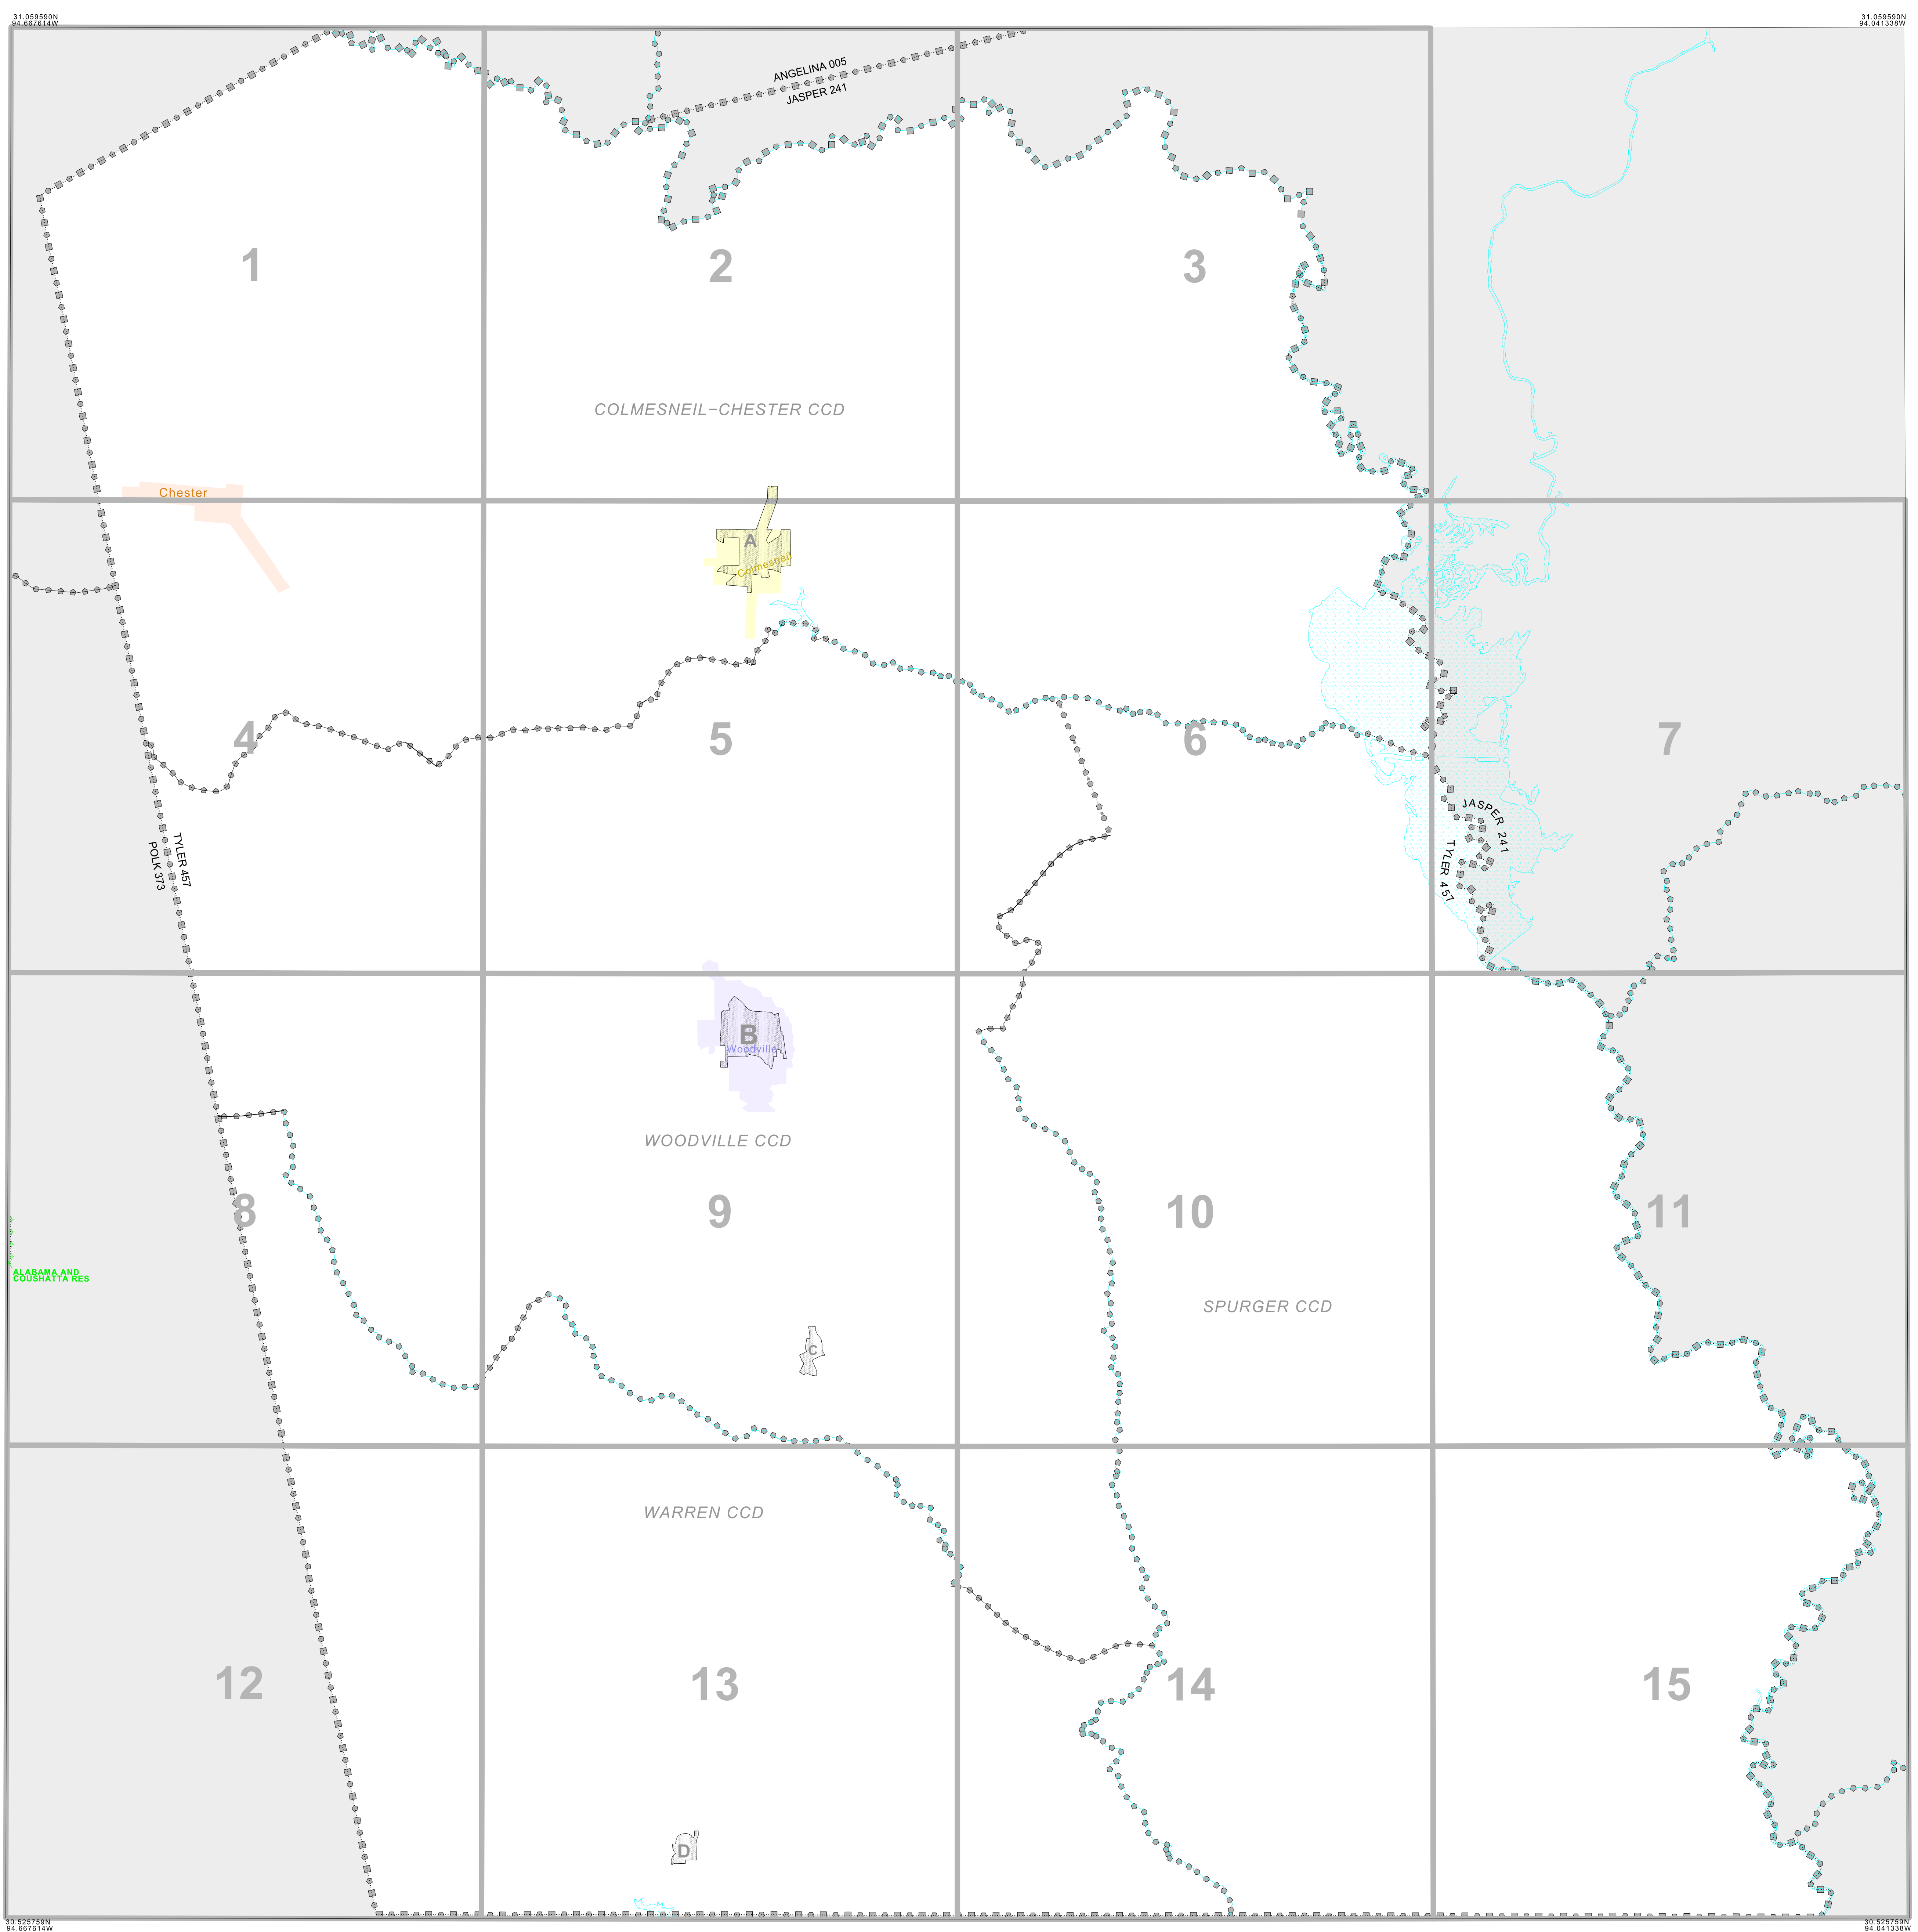 31.059590N
94.667614W
31.059590N
94.041338W
ANGELINA 005
JASPER 241
1
2
3
COLMESNEIL-CHESTER CCD
Chester
A
Colmesneil
4
5
6
7
JASPER 241
TYLER 457
TYLER 457
POLK 373
B
Woodville
WOODVILLE CCD
8
9
10
11
ALABAMA AND
COUSHATTA RES
SPURGER CCD
C
WARREN CCD
12
13
14
15
D
30.525759N
94.667614W
30.525759N
94.041338W